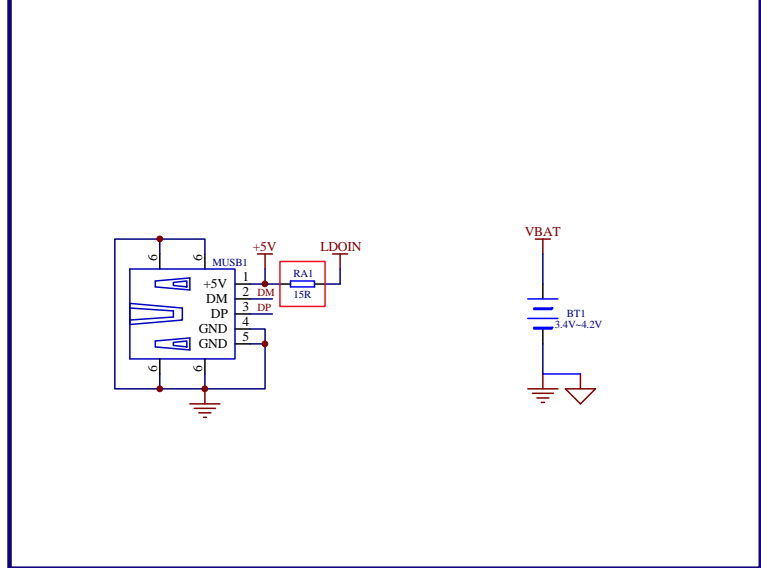 +5V
LDOIN
VBAT
6
6
MUSB1
RA1
15R
+5V 1
DM 2 DM
DP 3 DP
GND 4
GND 5
6
6
BT1
3.4V~4.2V